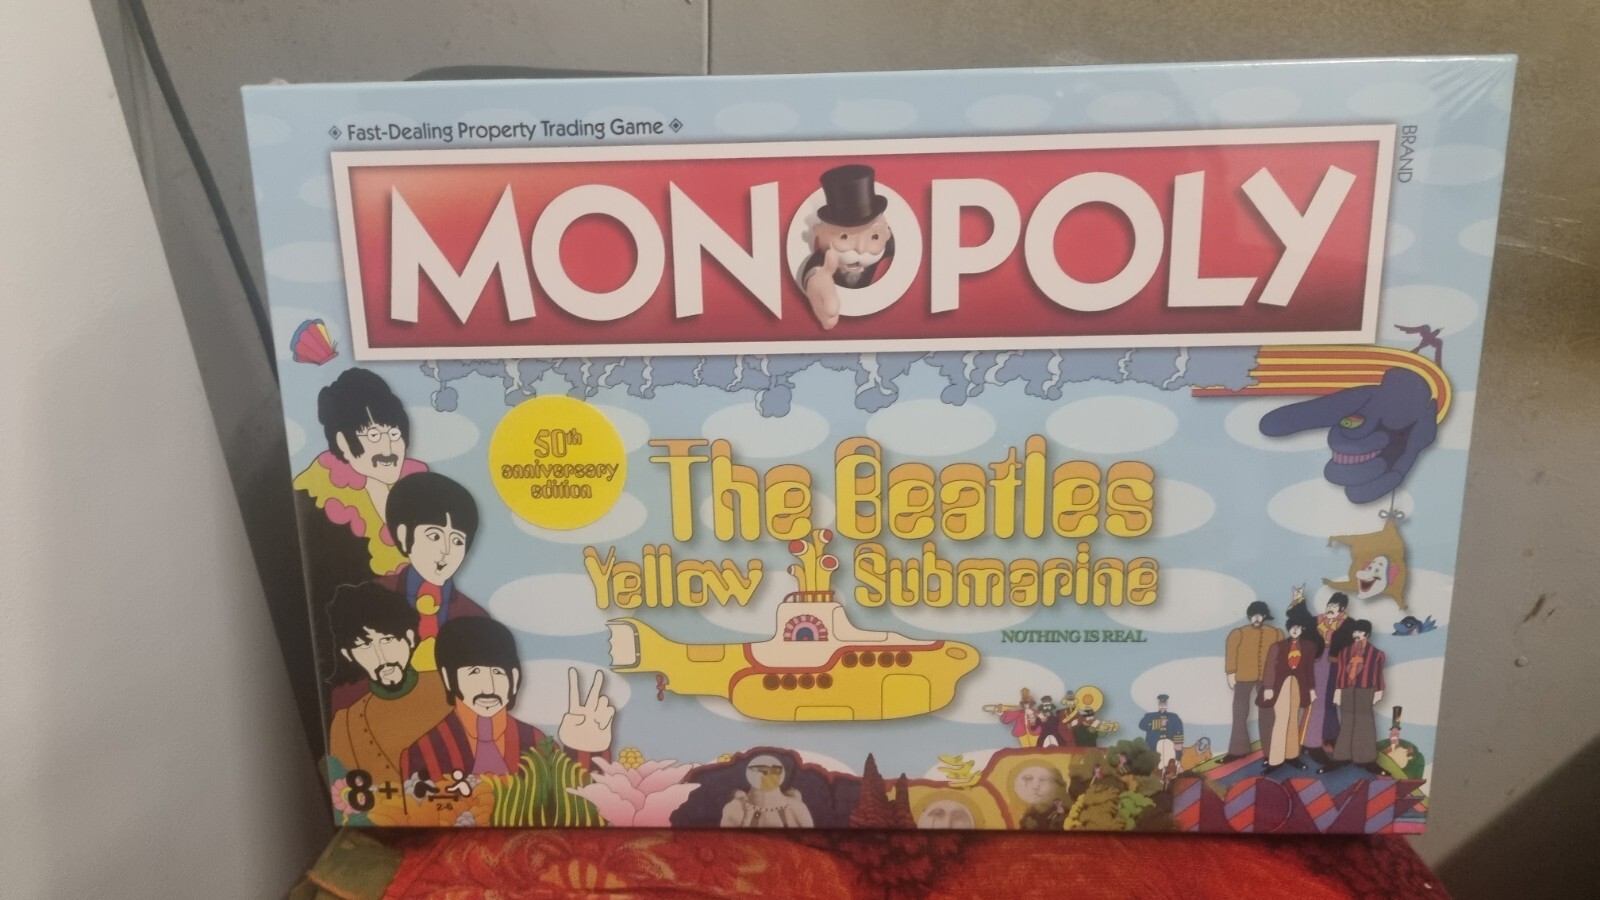 Fast-Dealing Property Trading Game
BRAND
MONOPOLY
50th
anniversary
edition
The Beatles
Yellow Submarine
NOTHING IS REAL
8+
2-6